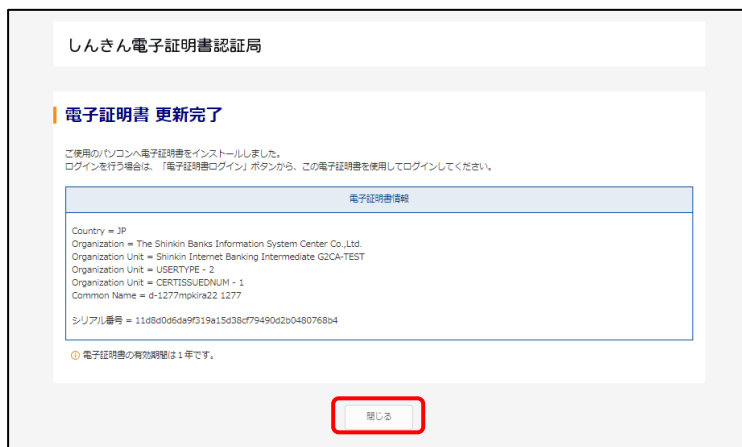 しんきん電子証明書認証局
電子証明書 更新完了
ご使用のパソコンへ電子証明書をインストールしました。
ログインを行う場合は、「電子証明書ログイン」ボタンから、この電子証明書を使用してログインしてください。
電子証明書情報
Country = JP
Organization = The Shinkin Banks Information System Center Co.,Ltd.
Organization Unit = Shinkin Internet Banking Intermediate G2CA-TEST
Organization Unit = USERTYPE - 2
Organization Unit = CERTISSUEDNUM - 1
Common Name = d-1277mpkira22 1277
シリアル番号 = 11d8d0d6da9f319a15d38cf79490d2b0480768b4
電子証明書の有効期間は1年です。
閉じる